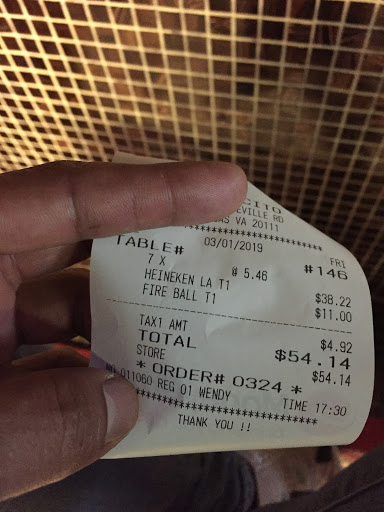 CITO
EVILLE RD
AS VA 20111
************************
03/01/2019 FRI
TABLE# #146
7 X @ 5.46
HEINEKEN LA T1 $38.22
FIRE BALL T1 $11.00
TAX1 AMT $4.92
TOTAL $54.14
STORE $54.14
* ORDER# 0324 *
011060 REG 01 WENDY TIME 17:30
************************
THANK YOU !!